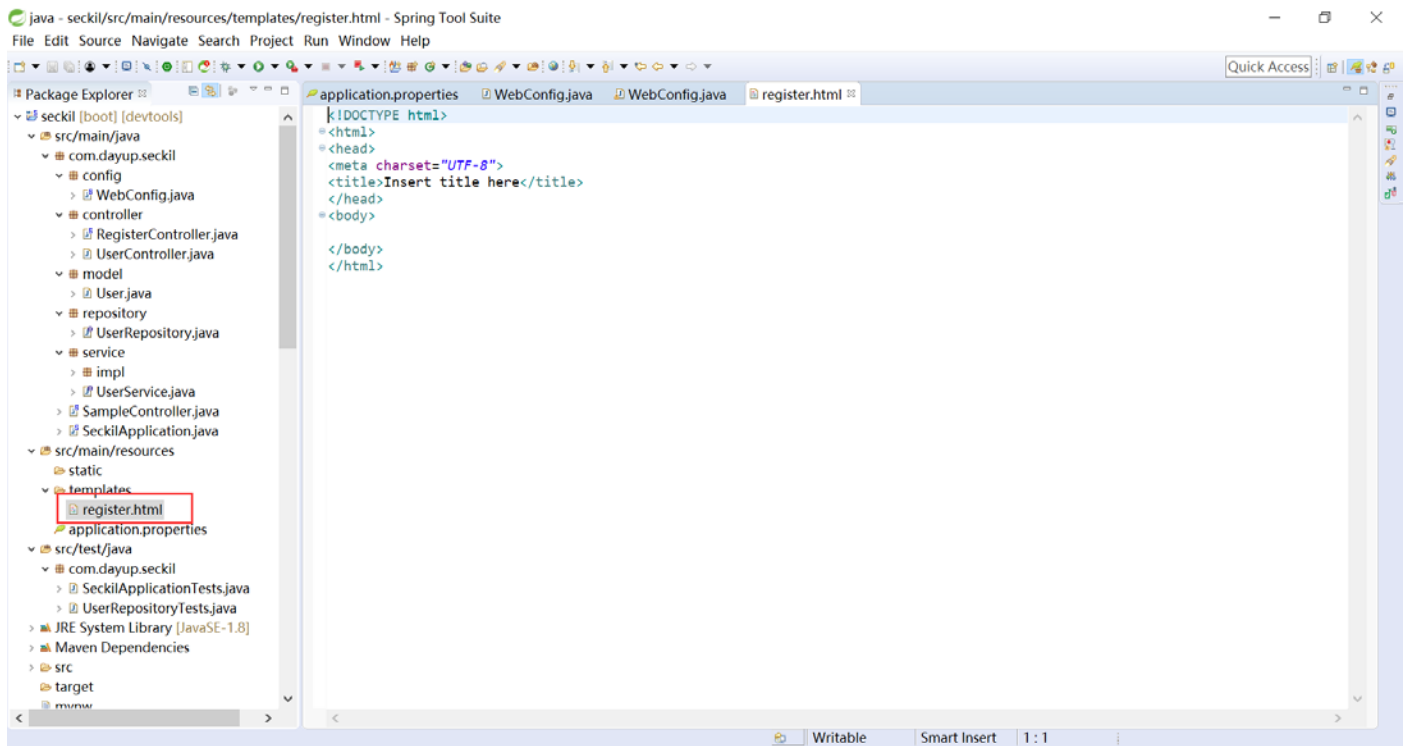 java - seckil/src/main/resources/templates/register.html - Spring Tool Suite
File Edit Source Navigate Search Project Run Window Help
Quick Access
Package Explorer
seckil [boot] [devtools]
src/main/java
com.dayup.seckil
config
WebConfig.java
controller
RegisterController.java
UserController.java
model
User.java
repository
UserRepository.java
service
impl
UserService.java
SampleController.java
SeckilApplication.java
src/main/resources
static
templates
register.html
application.properties
src/test/java
com.dayup.seckil
SeckilApplicationTests.java
UserRepositoryTests.java
JRE System Library [JavaSE-1.8]
Maven Dependencies
src
target
application.properties WebConfig.java WebConfig.java register.html
<!DOCTYPE html>
<html>
<head>
<meta charset="UTF-8">
<title>Insert title here</title>
</head>
<body>
</body>
</html>
Writable Smart Insert 1 : 1